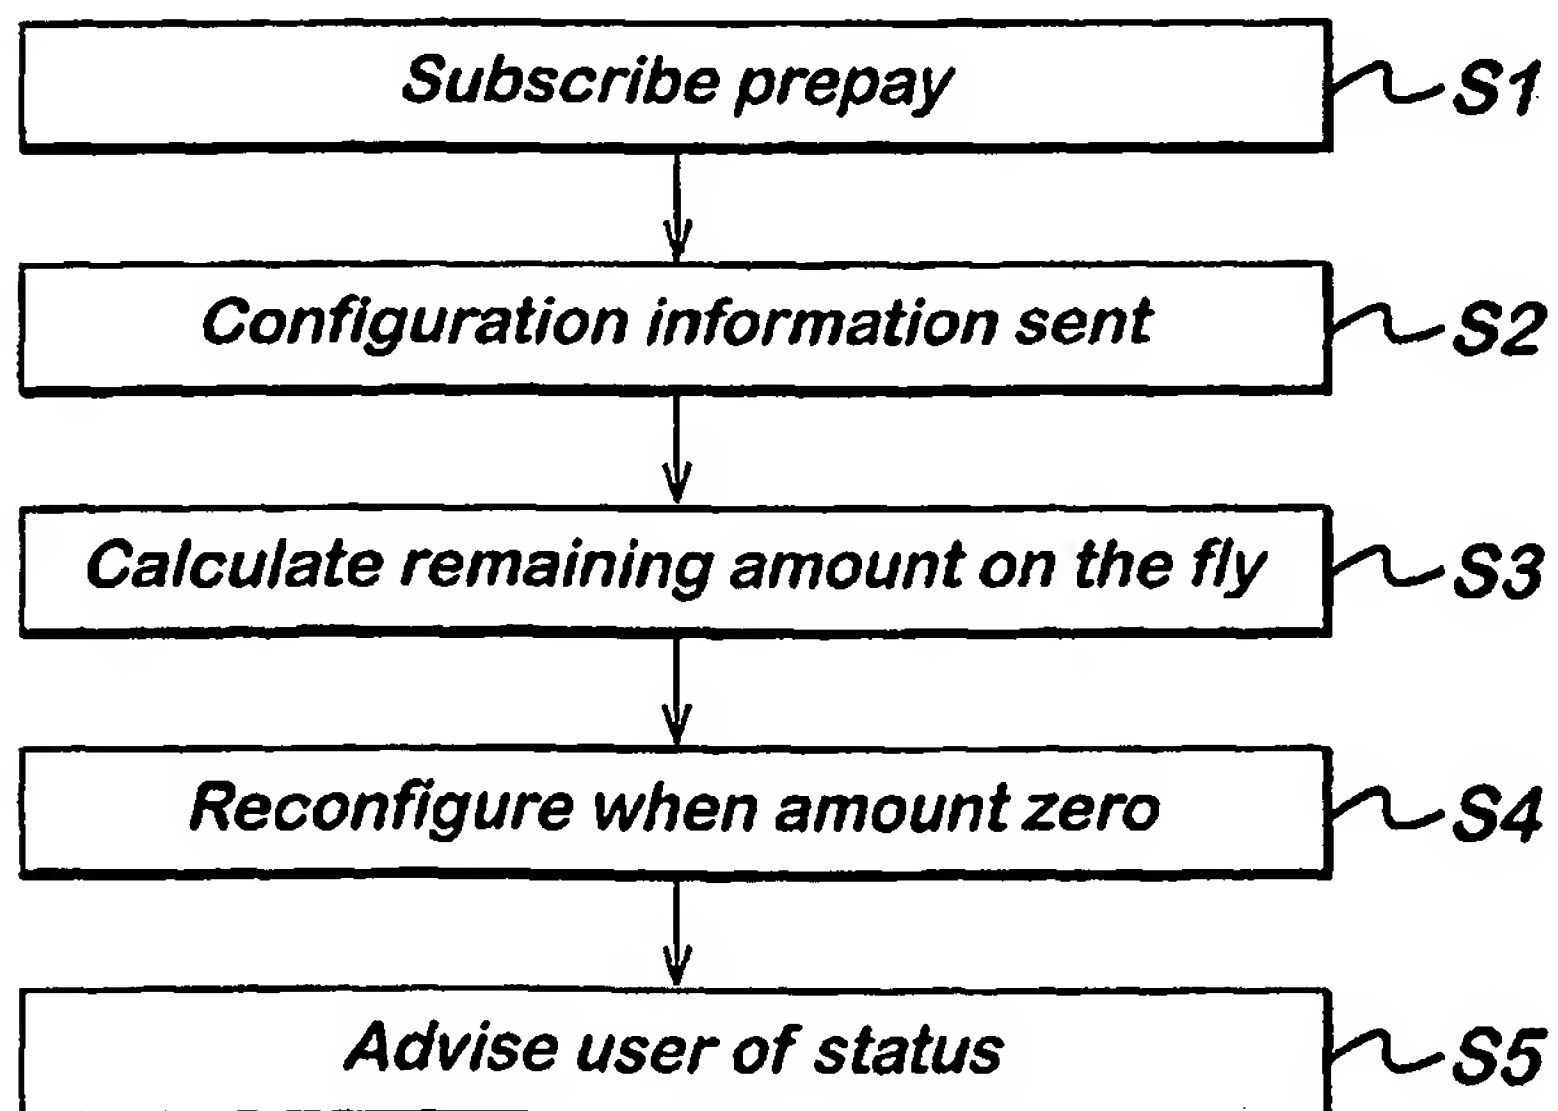 Subscribe prepay S1
Configuration information sent S2
Calculate remaining amount on the fly S3
Reconfigure when amount zero S4
Advise user of status S5